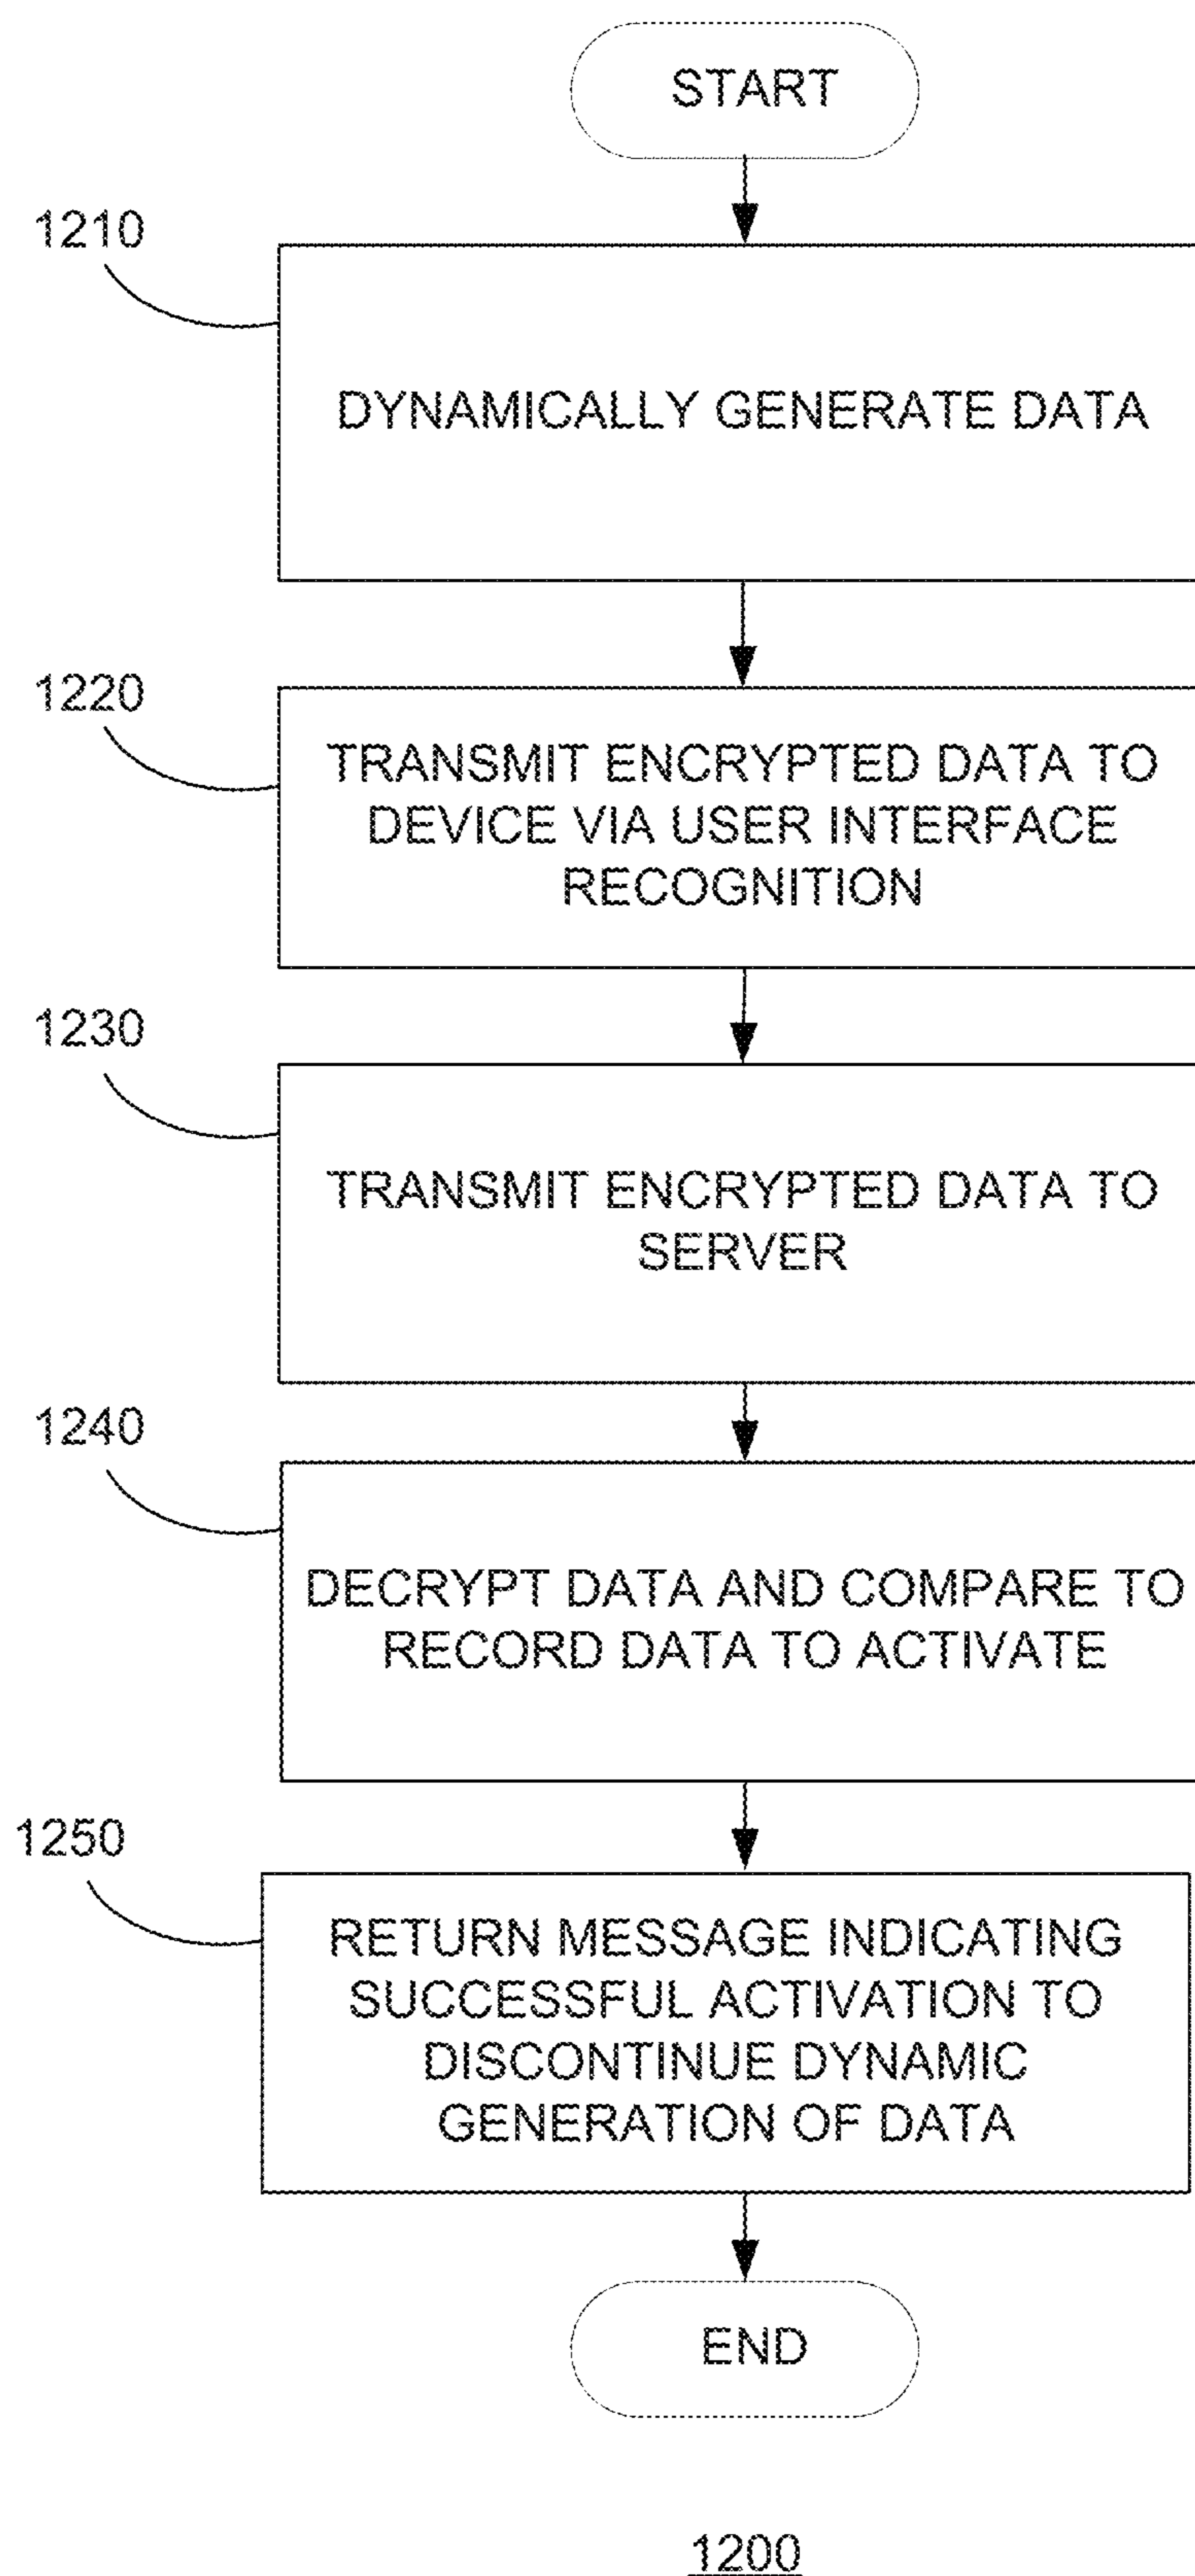 START
1210
DYNAMICALLY GENERATE DATA
1220
TRANSMIT ENCRYPTED DATA TO
DEVICE VIA USER INTERFACE
RECOGNITION
1230
TRANSMIT ENCRYPTED DATA TO
SERVER
1240
DECRYPT DATA AND COMPARE TO
RECORD DATA TO ACTIVATE
1250
RETURN MESSAGE INDICATING
SUCCESSFUL ACTIVATION TO
DISCONTINUE DYNAMIC
GENERATION OF DATA
END
1200